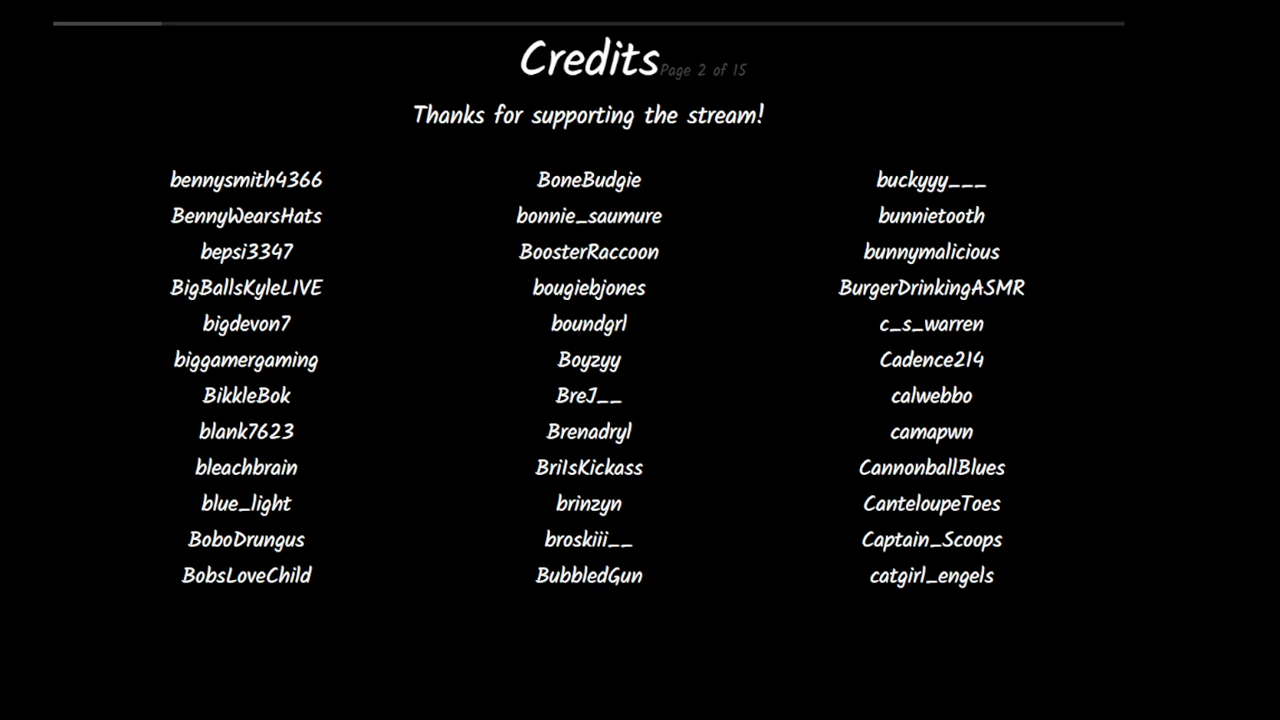 Credits Page 2 of 15
Thanks for supporting the stream!
bennysmith4366
BennyWearsHats
bepsi3347
BigBallsKyleLIVE
bigdevon7
biggamergaming
BikkleBok
blank7623
bleachbrain
blue_light
BoboDrungus
BobsLoveChild
BoneBudgie
bonnie_saumure
BoosterRaccoon
bougiebjones
boundgrl
Boyzyy
BreJ__
Brenadryl
BriIsKickass
brinzyn
broskiii__
BubbledGun
buckyyy___
bunnietooth
bunnymalicious
BurgerDrinkingASMR
c_s_warren
Cadence214
calwebbo
camapwn
CannonballBlues
CanteloupeToes
Captain_Scoops
catgirl_engels